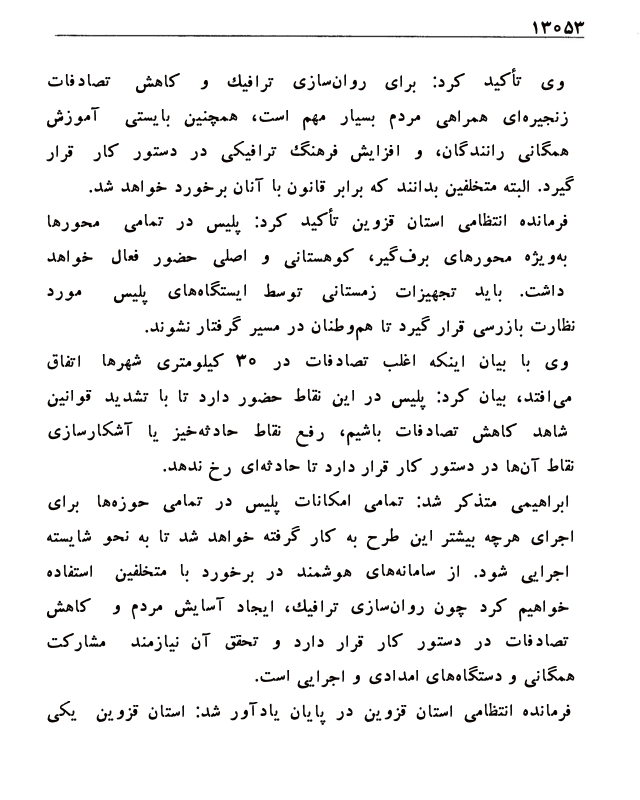 ۱۳۰۵۳
وی تأکید کرد: برای روان‌سازی ترافیك و کاهش تصادفات
زنجیره‌ای همراهی مردم بسیار مهم است، همچنین بایستی آموزش
همگانی رانندگان، و افزایش فرهنگ ترافیکی در دستور کار قرار
گیرد. البته متخلفین بدانند که برابر قانون با آنان برخورد خواهد شد.
فرمانده انتظامی استان قزوین تأکید کرد: پلیس در تمامی محورها
به‌ویژه محورهای برف‌گیر، کوهستانی و اصلی حضور فعال خواهد
داشت. باید تجهیزات زمستانی توسط ایستگاه‌های پلیس مورد
نظارت بازرسی قرار گیرد تا هم‌وطنان در مسیر گرفتار نشوند.
وی با بیان اینکه اغلب تصادفات در ۳۰ کیلومتری شهرها اتفاق
می‌افتد، بیان کرد: پلیس در این نقاط حضور دارد تا با تشدید قوانین
شاهد کاهش تصادفات باشیم، رفع نقاط حادثه‌خیز یا آشکارسازی
نقاط آن‌ها در دستور کار قرار دارد تا حادثه‌ای رخ ندهد.
ابراهیمی متذکر شد: تمامی امکانات پلیس در تمامی حوزه‌ها برای
اجرای هرچه بیشتر این طرح به کار گرفته خواهد شد تا به نحو شایسته
اجرایی شود. از سامانه‌های هوشمند در برخورد با متخلفین استفاده
خواهیم کرد چون روان‌سازی ترافیك، ایجاد آسایش مردم و کاهش
تصادفات در دستور کار قرار دارد و تحقق آن نیازمند مشارکت
همگانی و دستگاه‌های امدادی و اجرایی است.
فرمانده انتظامی استان قزوین در پایان یادآور شد: استان قزوین یکی